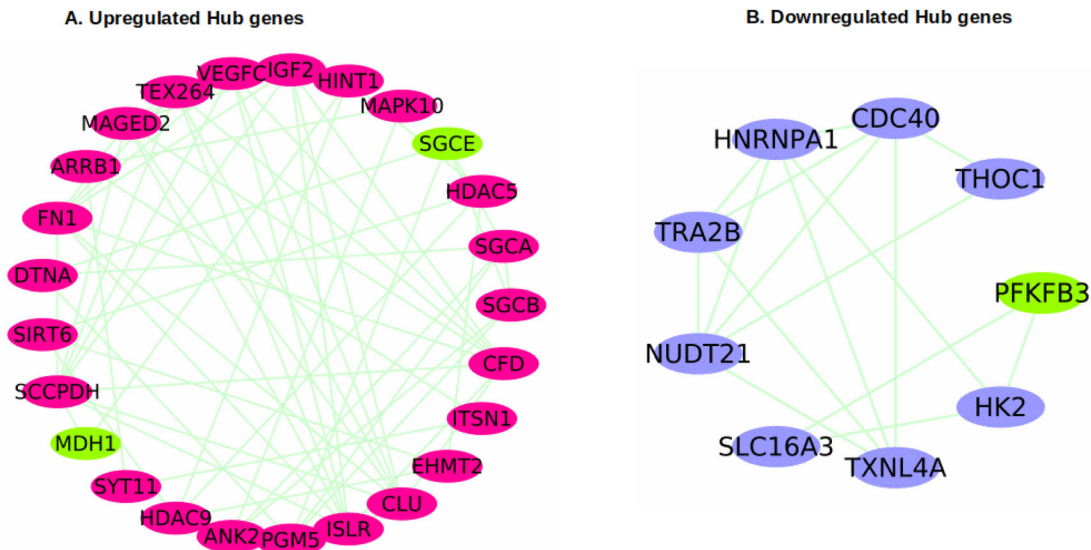 A. Upregulated Hub genes
B. Downregulated Hub genes
VEGFC
IGF2
HINT1
TEX264
MAPK10
MAGED2
SGCE
ARRB1
HDAC5
FN1
SGCA
DTNA
SGCB
SIRT6
CFD
SCCPDH
ITSN1
MDH1
EHMT2
SYT11
CLU
HDAC9
ISLR
ANK2
PGM5
CDC40
HNRNPA1
THOC1
TRA2B
PFKFB3
NUDT21
HK2
SLC16A3
TXNL4A